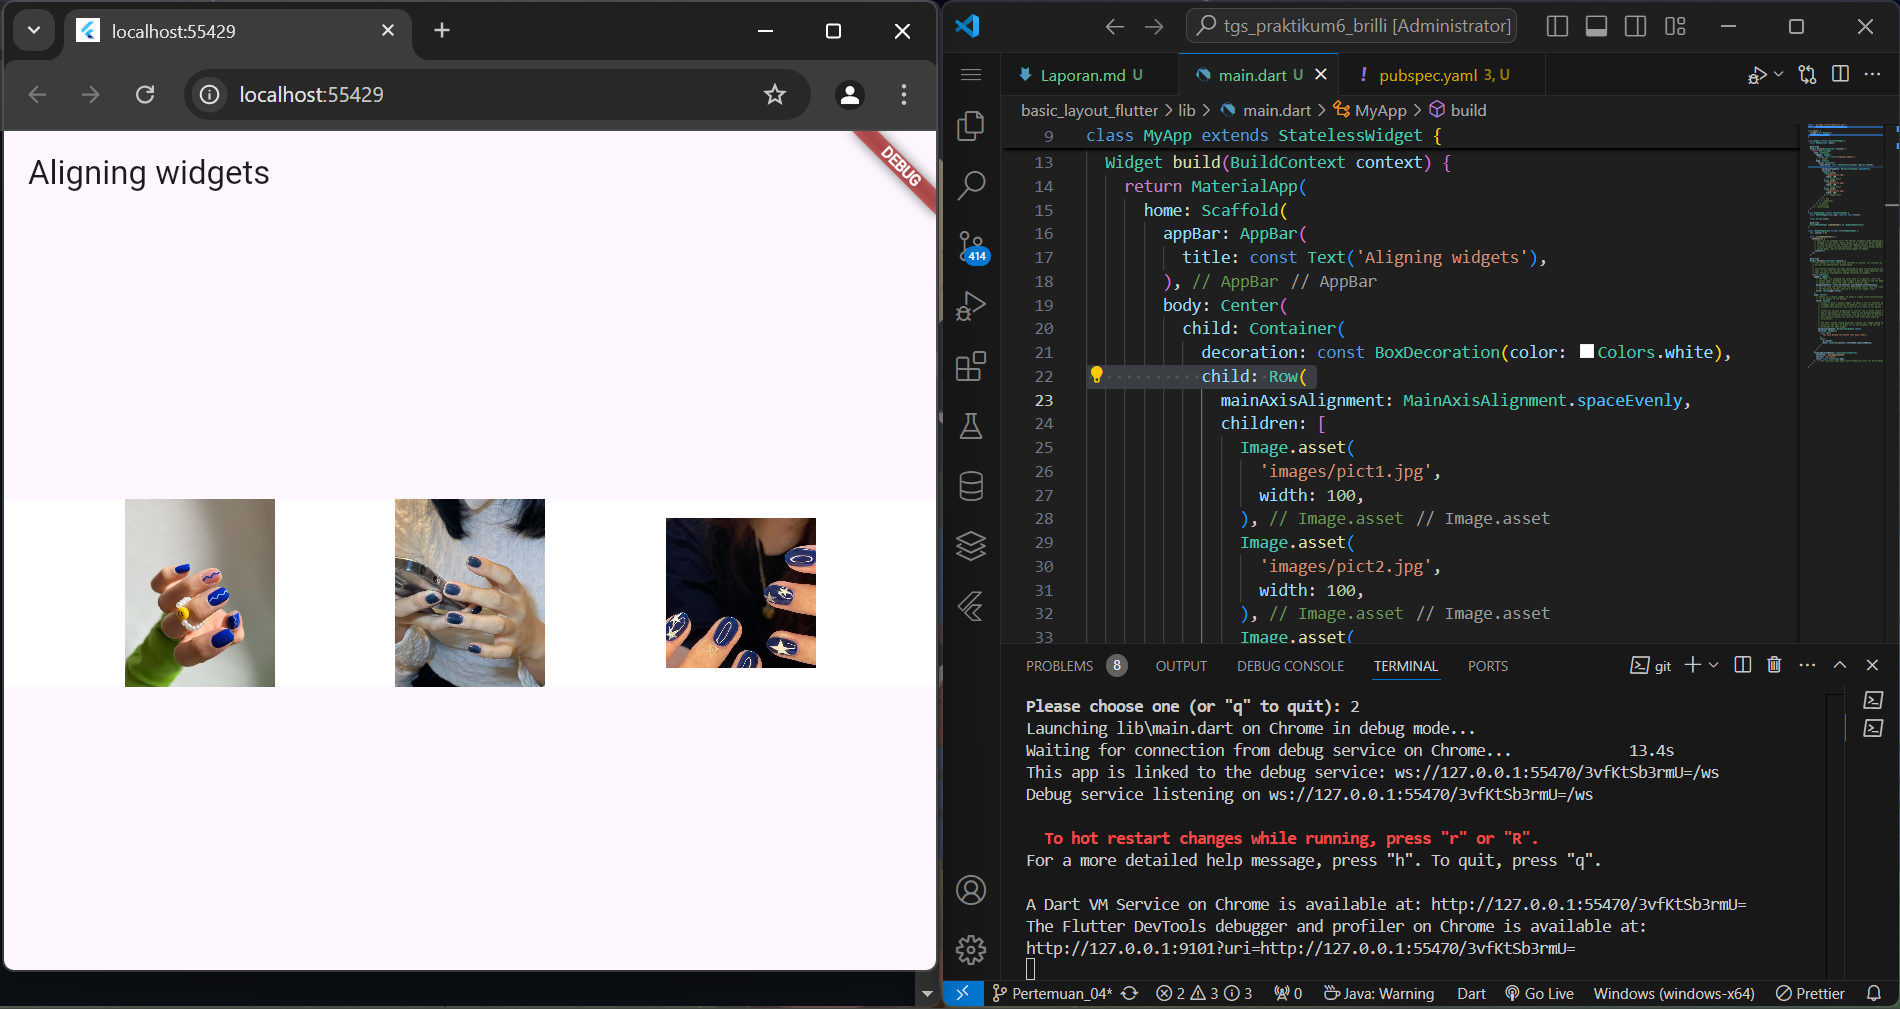 localhost:55429
localhost:55429
Aligning widgets
DEBUG
tgs_praktikum6_brilli [Administrator]
Laporan.md U
main.dart U
! pubspec.yaml 3, U
basic_layout_flutter > lib > main.dart > MyApp > build
9 class MyApp extends StatelessWidget {
13 Widget build(BuildContext context) {
14 return MaterialApp(
15 home: Scaffold(
16 appBar: AppBar(
17 title: const Text('Aligning widgets'),
18 ), // AppBar // AppBar
19 body: Center(
20 child: Container(
21 decoration: const BoxDecoration(color: Colors.white),
22 child: Row(
23 mainAxisAlignment: MainAxisAlignment.spaceEvenly,
24 children: [
25 Image.asset(
26 'images/pict1.jpg',
27 width: 100,
28 ), // Image.asset // Image.asset
29 Image.asset(
30 'images/pict2.jpg',
31 width: 100,
32 ), // Image.asset // Image.asset
33 Image.asset(
414
PROBLEMS 8 OUTPUT DEBUG CONSOLE TERMINAL PORTS
git
Please choose one (or "q" to quit): 2
Launching lib\main.dart on Chrome in debug mode...
Waiting for connection from debug service on Chrome... 13.4s
This app is linked to the debug service: ws://127.0.0.1:55470/3vfKtSb3rmU=/ws
Debug service listening on ws://127.0.0.1:55470/3vfKtSb3rmU=/ws
To hot restart changes while running, press "r" or "R".
For a more detailed help message, press "h". To quit, press "q".
A Dart VM Service on Chrome is available at: http://127.0.0.1:55470/3vfKtSb3rmU=
The Flutter DevTools debugger and profiler on Chrome is available at:
http://127.0.0.1:9101?uri=http://127.0.0.1:55470/3vfKtSb3rmU=
Pertemuan_04* 2 3 3 0 Java: Warning Dart Go Live Windows (windows-x64) Prettier